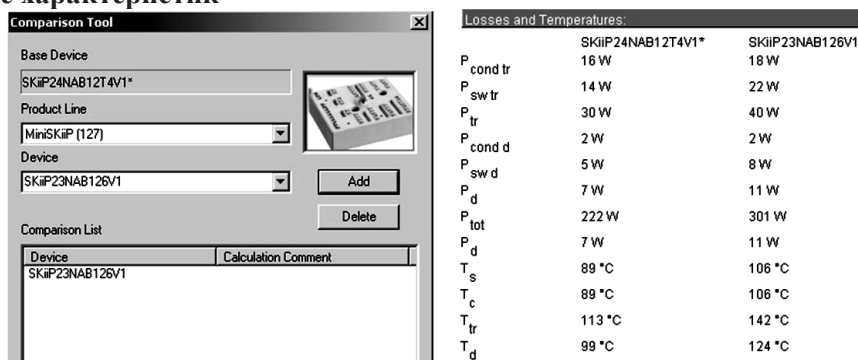 е характеристик
Comparison Tool
Base Device
SKiiP24NAB12T4V1*
Product Line
MiniSKiiP (127)
Device
SKiiP23NAB126V1
Add
Delete
Comparison List
Device Calculation Comment
SKiiP23NAB126V1
Losses and Temperatures:
SKiiP24NAB12T4V1* SKiiP23NAB126V1
P cond tr 16 W 18 W
P sw tr 14 W 22 W
P tr 30 W 40 W
P cond d 2 W 2 W
P sw d 5 W 8 W
P d 7 W 11 W
P tot 222 W 301 W
P d 7 W 11 W
T s 89 °C 106 °C
T c 89 °C 106 °C
T tr 113 °C 142 °C
T d 99 °C 124 °C